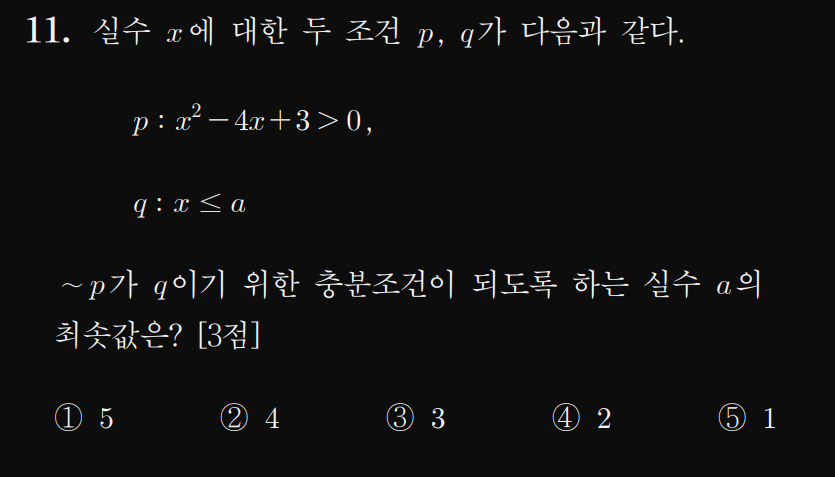 11. 실수 x에 대한 두 조건 p, q가 다음과 같다.
p : x² − 4x + 3 > 0,
q : x ≤ a
~p가 q이기 위한 충분조건이 되도록 하는 실수 a의
최솟값은? [3점]
① 5 ② 4 ③ 3 ④ 2 ⑤ 1